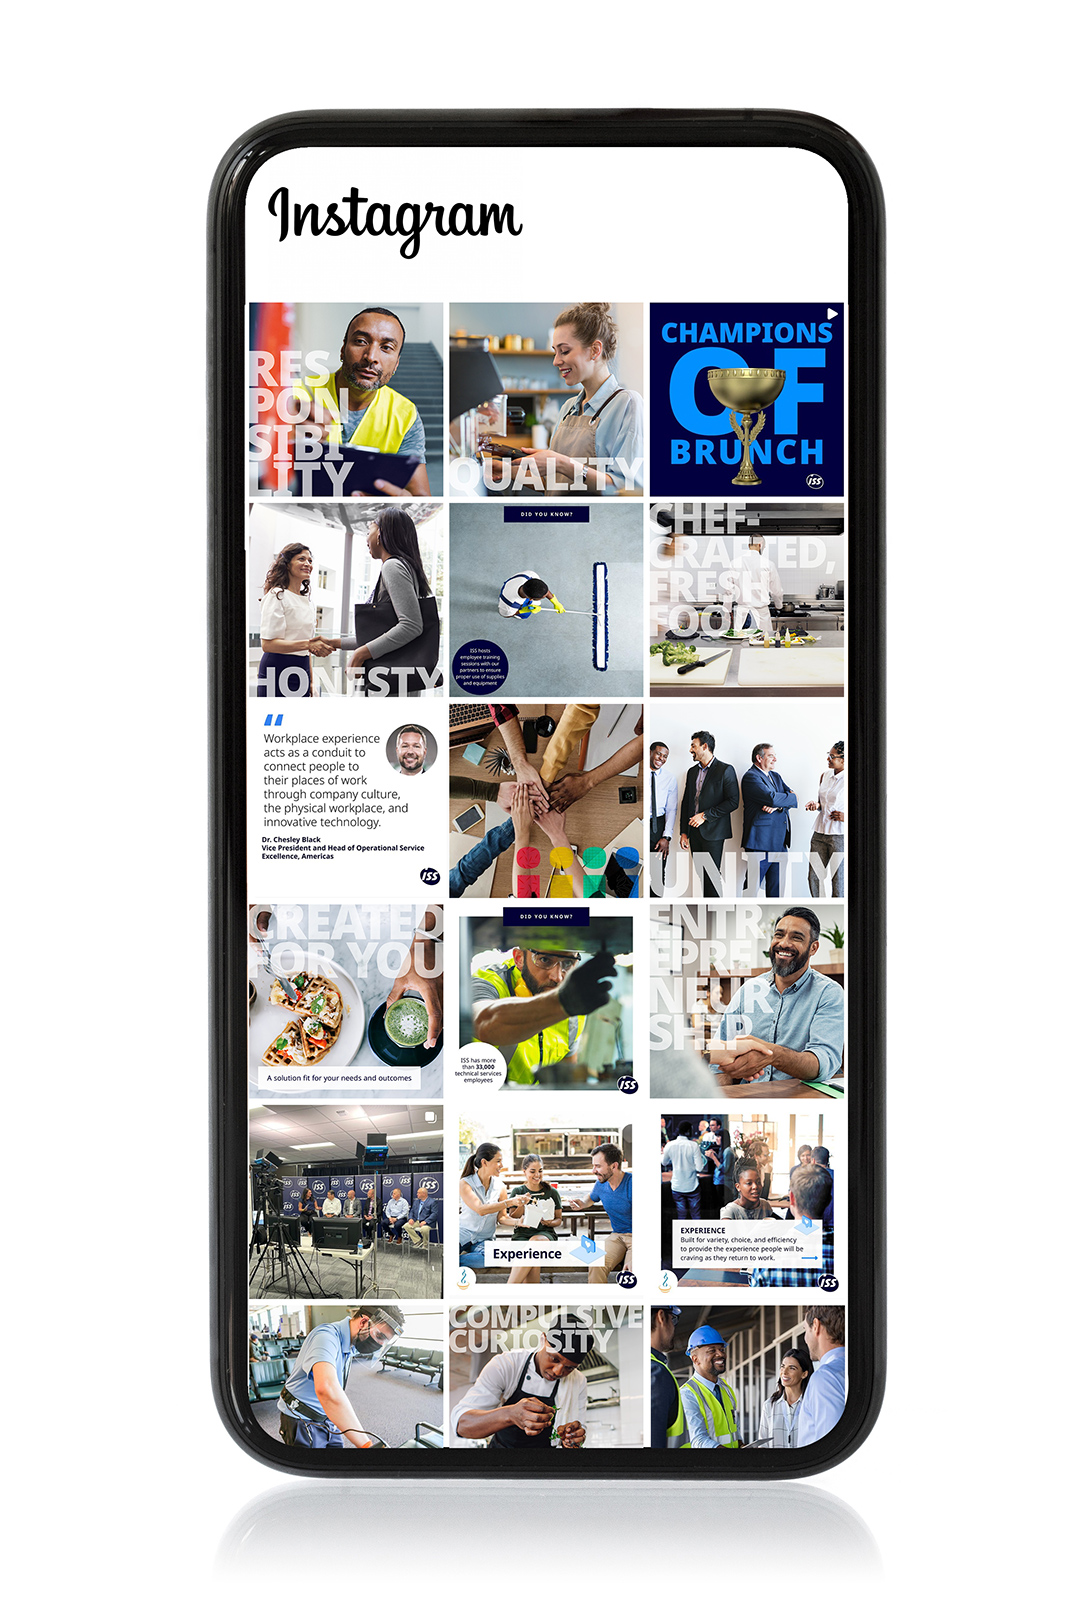 Instagram
RES
PON
SIBI
LITY
QUALITY
CHAMPIONS
OF
BRUNCH
ISS
HONESTY
DID YOU KNOW?
ISS hosts
employee training
sessions with our
partners to ensure
proper use of supplies
and equipment
CHEF-
CRAFTED,
FRESH
FOOD
Workplace experience
acts as a conduit to
connect people to
their places of work
through company culture,
the physical workplace, and
innovative technology.
Dr. Chesley Black
Vice President and Head of Operational Service
Excellence, Americas
ISS
UNITY
CREATED
FOR YOU
A solution fit for your needs and outcomes
DID YOU KNOW?
ISS has more
than 33,000
technical services
employees
ISS
ENTR
EPRE
NEUR
SHIP
ISS
ISS
ISS
ISS
Experience
ISS
EXPERIENCE
Built for variety, choice, and efficiency
to provide the experience people will be
craving as they return to work.
ISS
COMPULSIVE
CURIOSITY